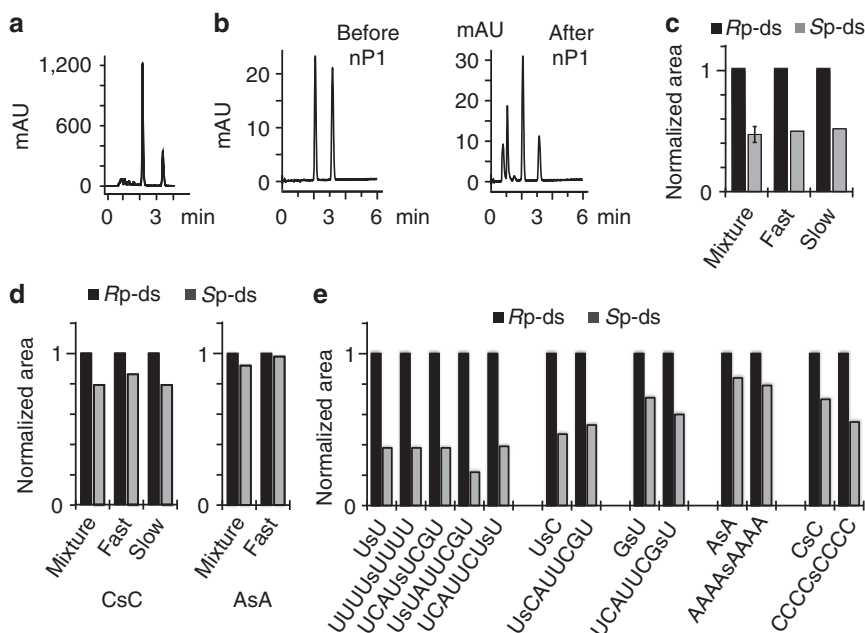 a
1,200
600
0
mAU
0 3 min
b
Before
nP1
20
10
0
mAU
0 3 6 min
mAU
After
nP1
30
20
10
0
0 3 6 min
c
Rp-ds Sp-ds
Normalized area
1
0
Mixture
Fast
Slow
d
Rp-ds Sp-ds
Normalized area
1
0
Mixture
Fast
Slow
CsC
1
0
Mixture
Fast
AsA
e
Rp-ds Sp-ds
Normalized area
1
0
UsU
UUUUsUUUU
UCAUsUCGU
UsUAUUCGU
UCAUUCUsU
UsC
UsCAUUCGU
GsU
UCAUUCGsU
AsA
AAAAsAAAA
CsC
CCCCsCCCC